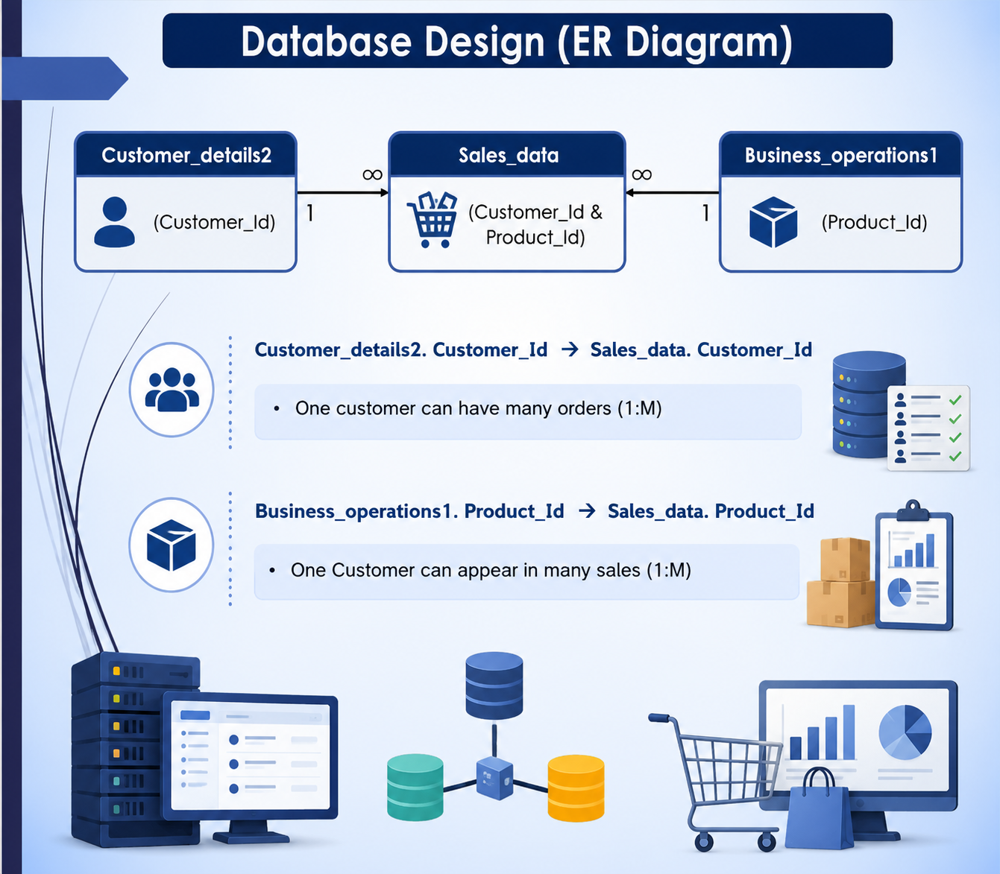 Database Design (ER Diagram)
Customer_details2
Sales_data
Business_operations1
∞
∞
1
1
(Customer_Id)
(Customer_Id &
Product_Id)
(Product_Id)
Customer_details2. Customer_Id → Sales_data. Customer_Id
• One customer can have many orders (1:M)
Business_operations1. Product_Id → Sales_data. Product_Id
• One Customer can appear in many sales (1:M)